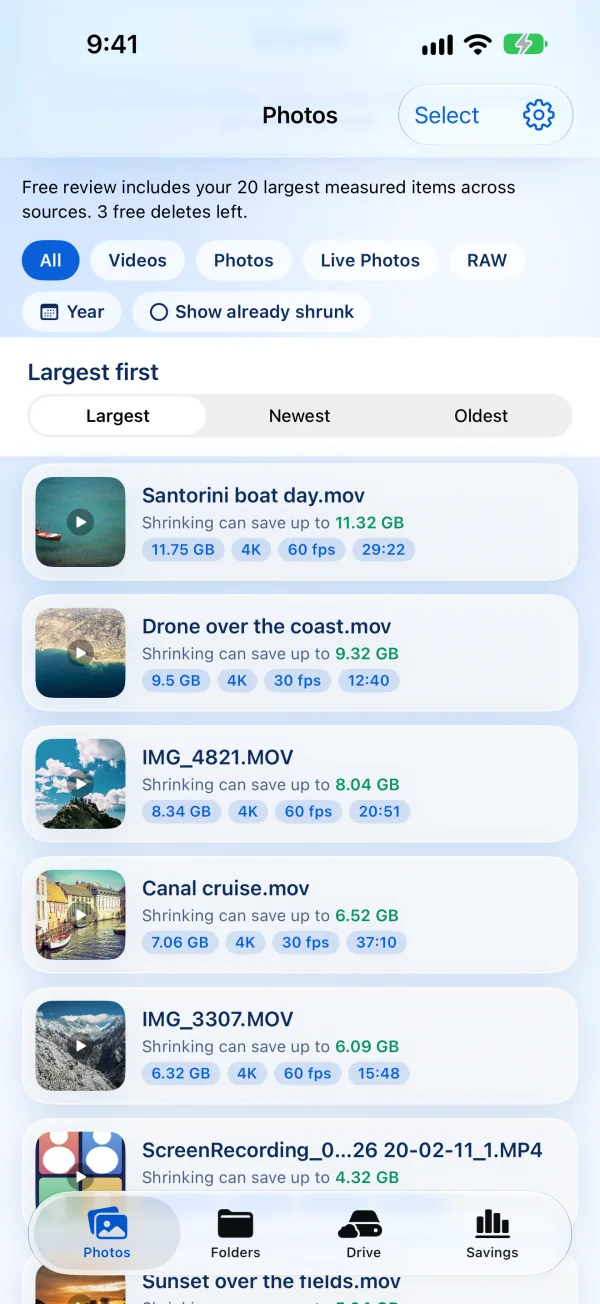 9:41
Photos
Select
Free review includes your 20 largest measured items across
sources. 3 free deletes left.
All
Videos
Photos
Live Photos
RAW
Year
Show already shrunk
Largest first
Largest
Newest
Oldest
Santorini boat day.mov
Shrinking can save up to 11.32 GB
11.75 GB 4K 60 fps 29:22
Drone over the coast.mov
Shrinking can save up to 9.32 GB
9.5 GB 4K 30 fps 12:40
IMG_4821.MOV
Shrinking can save up to 8.04 GB
8.34 GB 4K 60 fps 20:51
Canal cruise.mov
Shrinking can save up to 6.52 GB
7.06 GB 4K 30 fps 37:10
IMG_3307.MOV
Shrinking can save up to 6.09 GB
6.32 GB 4K 60 fps 15:48
ScreenRecording_0...26 20-02-11_1.MP4
Shrinking can save up to 4.32 GB
Photos
Folders
Drive
Savings
Sunset over the fields.mov